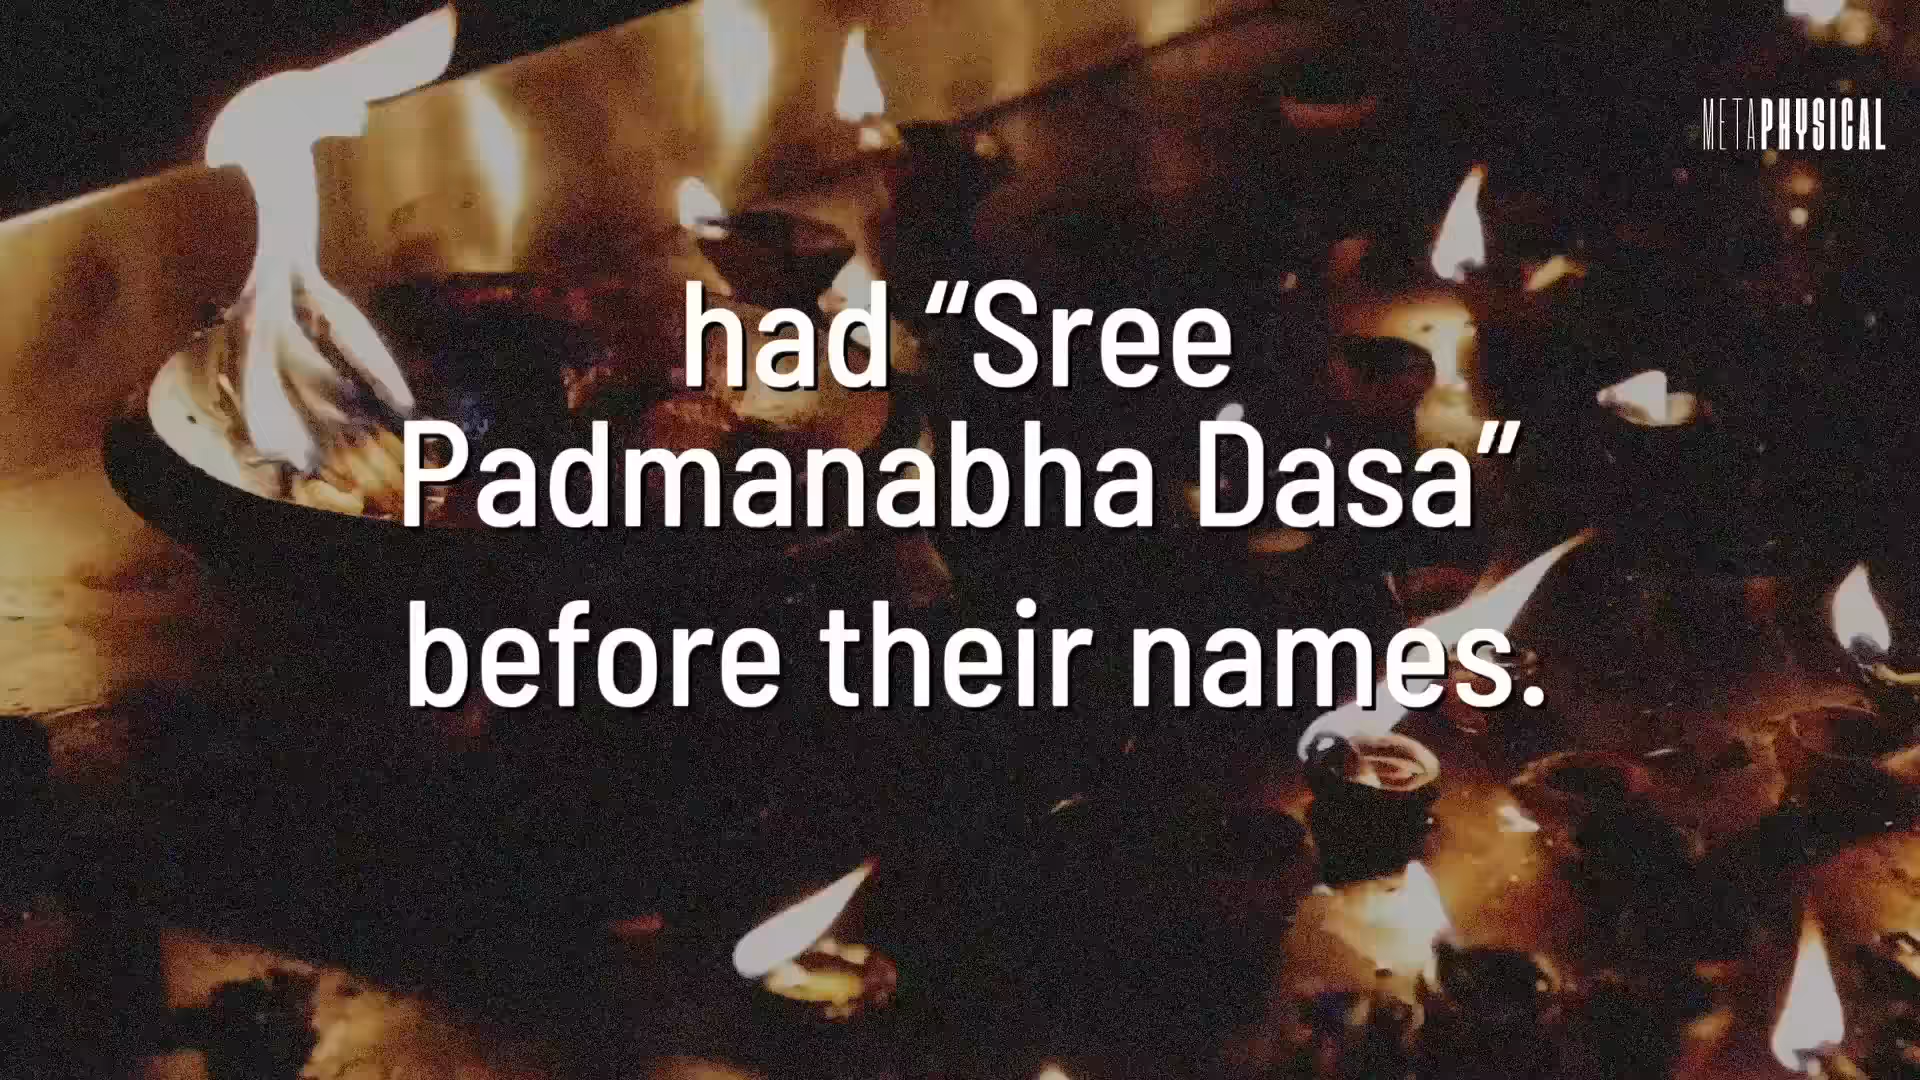 METAPHYSICAL
had “Sree
Padmanabha Dasa”
before their names.